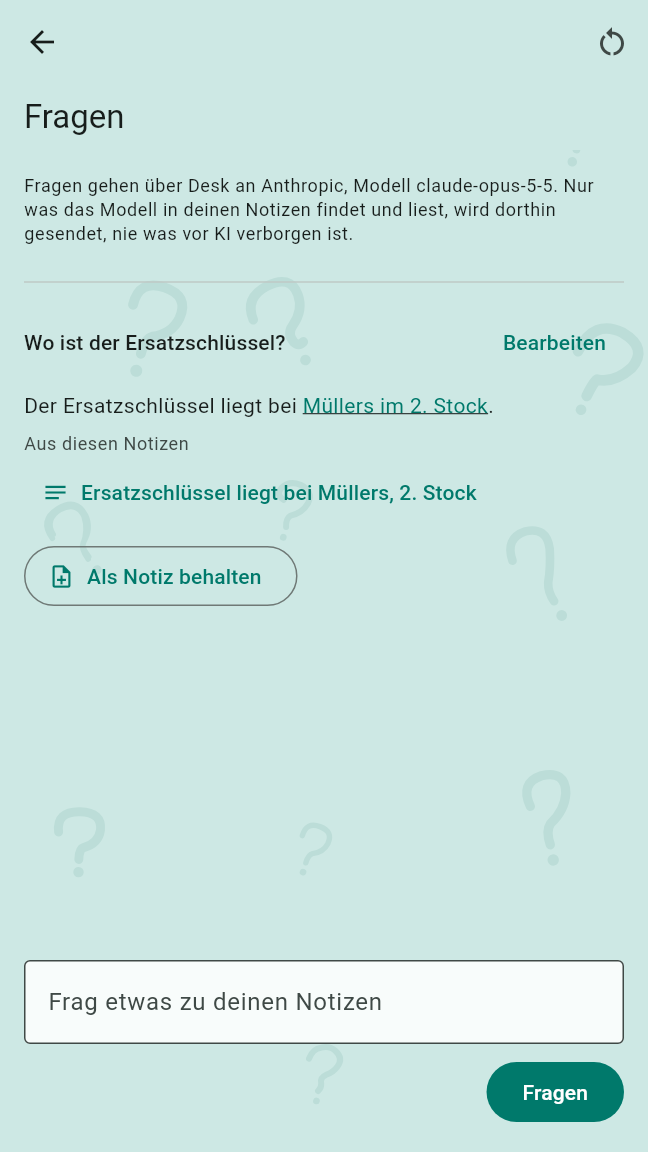 Fragen
Fragen gehen über Desk an Anthropic, Modell claude-opus-5-5. Nur
was das Modell in deinen Notizen findet und liest, wird dorthin
gesendet, nie was vor KI verborgen ist.
Wo ist der Ersatzschlüssel?
Bearbeiten
Der Ersatzschlüssel liegt bei Müllers im 2. Stock.
Aus diesen Notizen
Ersatzschlüssel liegt bei Müllers, 2. Stock
Als Notiz behalten
Frag etwas zu deinen Notizen
Fragen